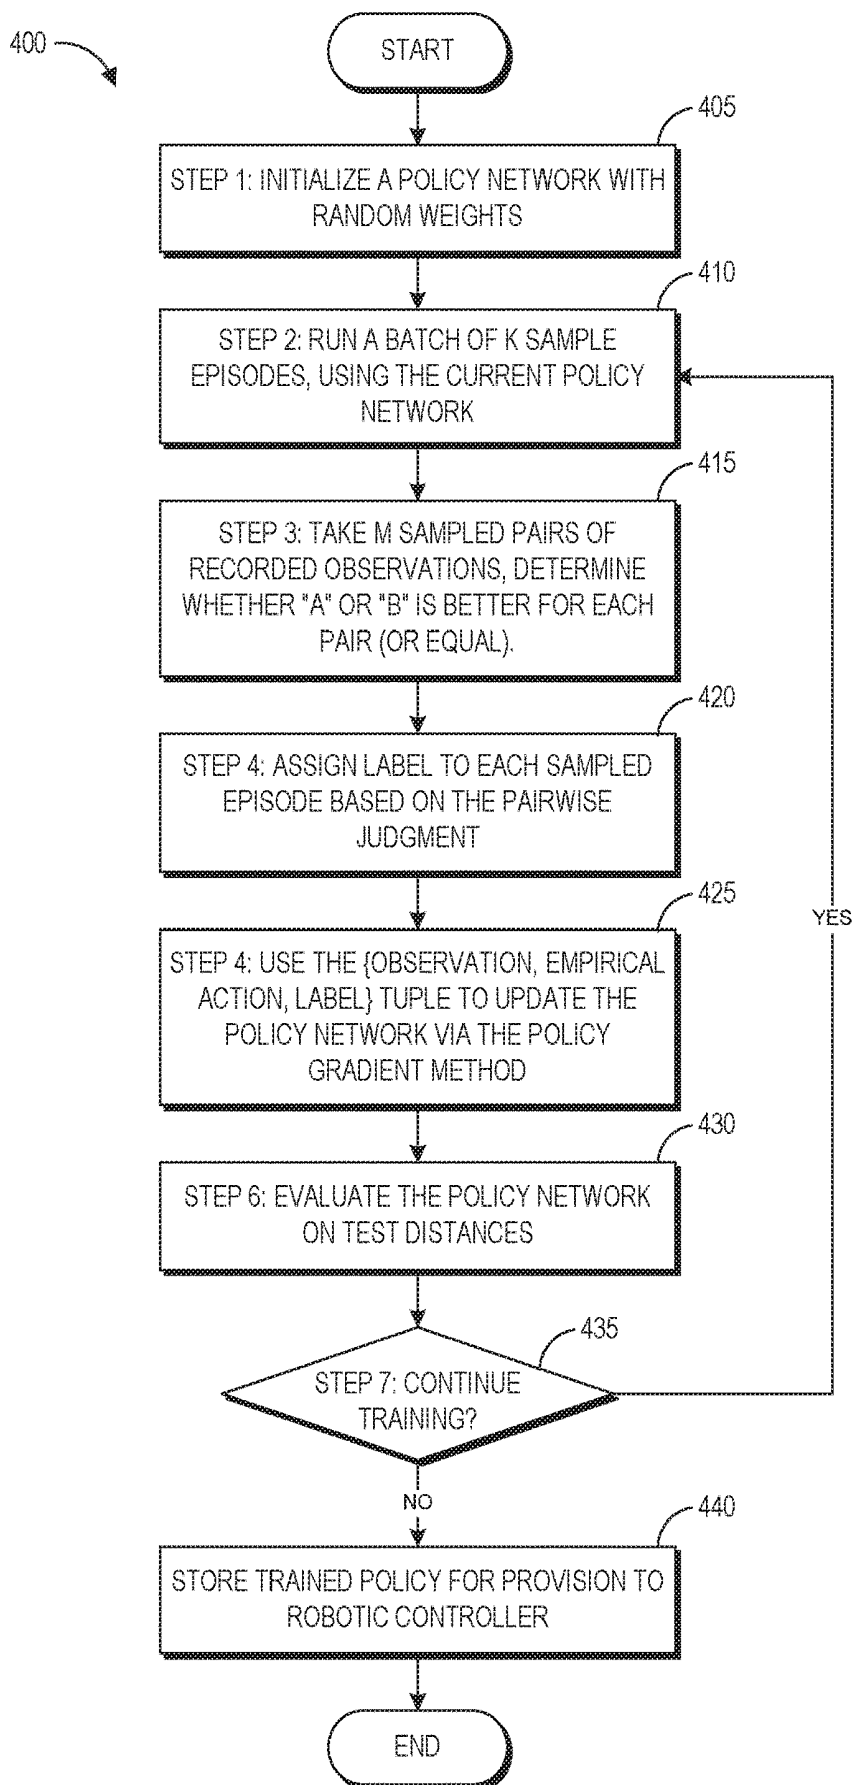 400
START
405
STEP 1: INITIALIZE A POLICY NETWORK WITH
RANDOM WEIGHTS
410
STEP 2: RUN A BATCH OF K SAMPLE
EPISODES, USING THE CURRENT POLICY
NETWORK
415
STEP 3: TAKE M SAMPLED PAIRS OF
RECORDED OBSERVATIONS, DETERMINE
WHETHER "A" OR "B" IS BETTER FOR EACH
PAIR (OR EQUAL).
420
STEP 4: ASSIGN LABEL TO EACH SAMPLED
EPISODE BASED ON THE PAIRWISE
JUDGMENT
425
YES
STEP 4: USE THE {OBSERVATION, EMPIRICAL
ACTION, LABEL} TUPLE TO UPDATE THE
POLICY NETWORK VIA THE POLICY
GRADIENT METHOD
430
STEP 6: EVALUATE THE POLICY NETWORK
ON TEST DISTANCES
435
STEP 7: CONTINUE
TRAINING?
NO
440
STORE TRAINED POLICY FOR PROVISION TO
ROBOTIC CONTROLLER
END